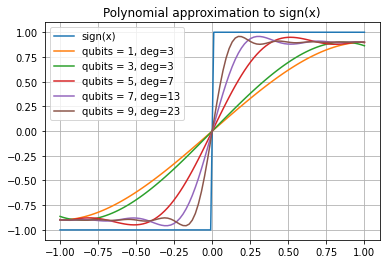 Polynomial approximation to sign(x)
1.00
0.75
0.50
0.25
0.00
−0.25
−0.50
−0.75
−1.00
sign(x)
qubits = 1, deg=3
qubits = 3, deg=3
qubits = 5, deg=7
qubits = 7, deg=13
qubits = 9, deg=23
−1.00 −0.75 −0.50 −0.25 0.00 0.25 0.50 0.75 1.00